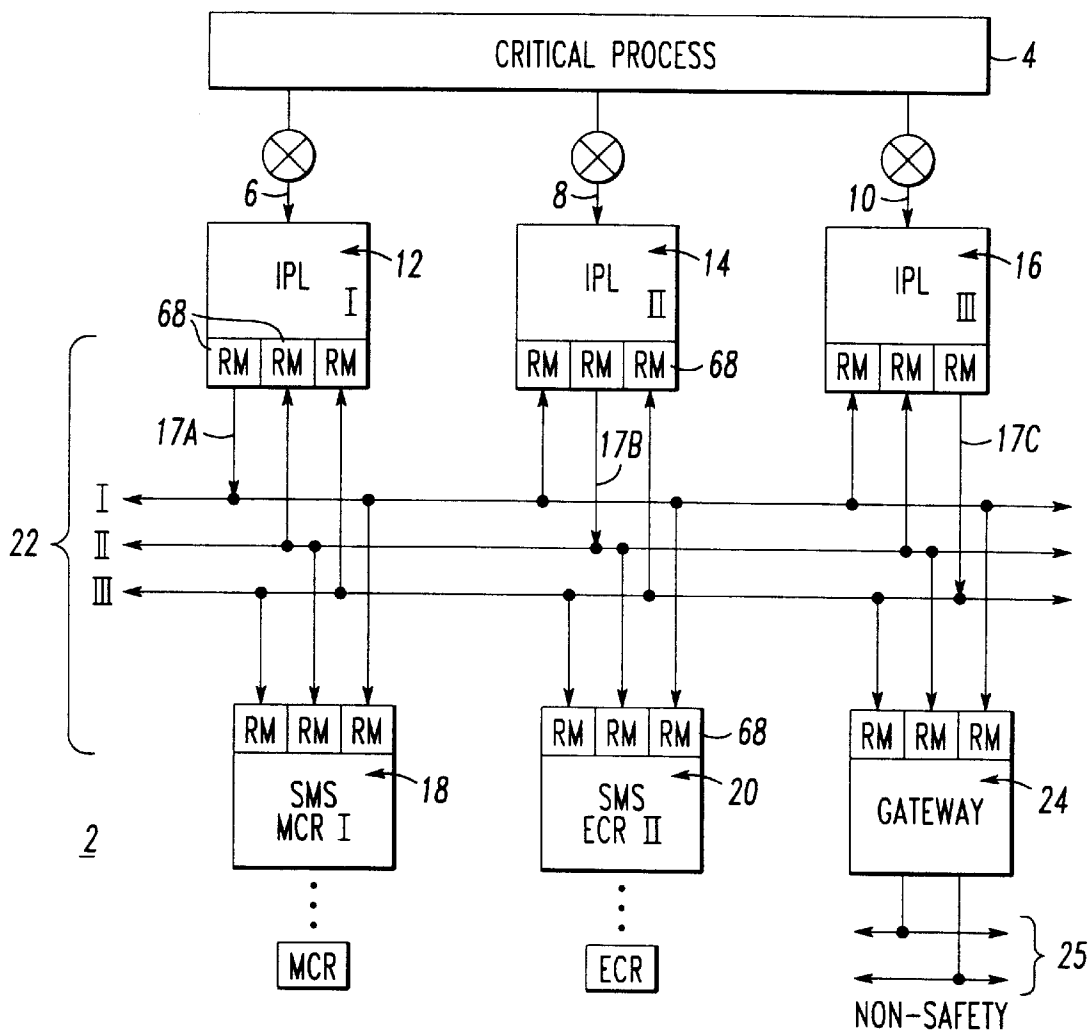 CRITICAL PROCESS 4
6 8 10
IPL I 12
IPL II 14
IPL III 16
68 68
RM RM RM
RM RM RM 68
RM RM RM
17A 17B 17C
22
I
II
III
RM RM RM
RM RM RM 68
RM RM RM
SMS
MCR I 18
SMS
ECR II 20
GATEWAY 24
2
MCR
ECR
25
NON-SAFETY